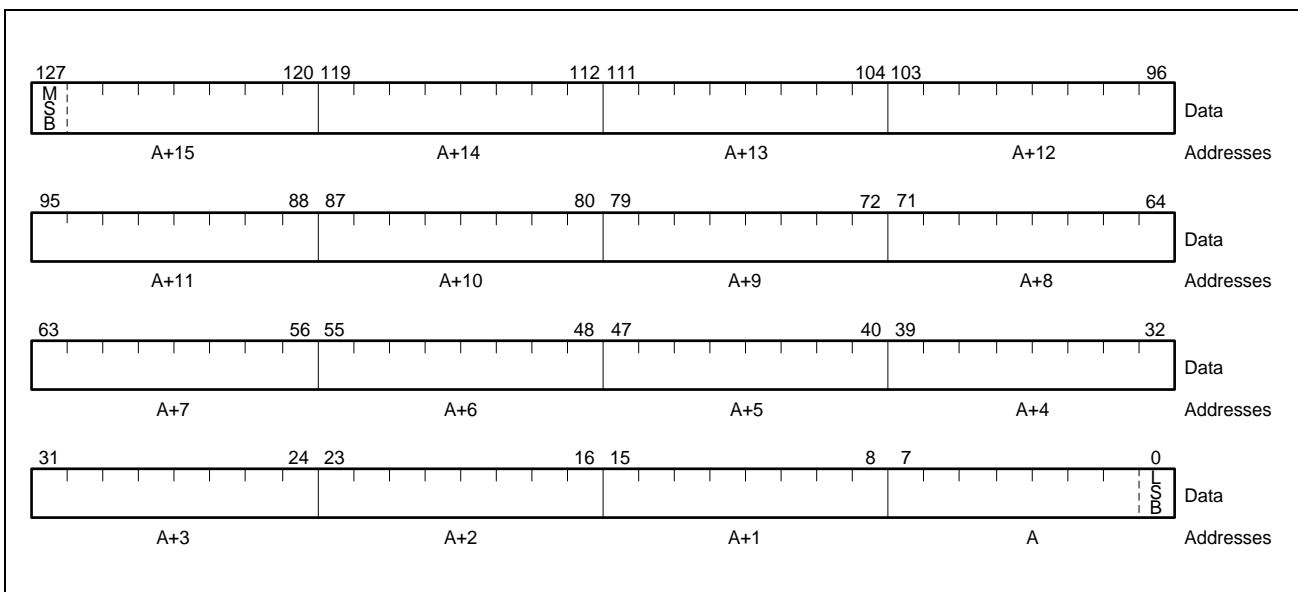 127 120 119 112 111 104 103 96
MSB Data
A+15 A+14 A+13 A+12 Addresses
95 88 87 80 79 72 71 64
Data
A+11 A+10 A+9 A+8 Addresses
63 56 55 48 47 40 39 32
Data
A+7 A+6 A+5 A+4 Addresses
31 24 23 16 15 8 7 0
LSB Data
A+3 A+2 A+1 A Addresses